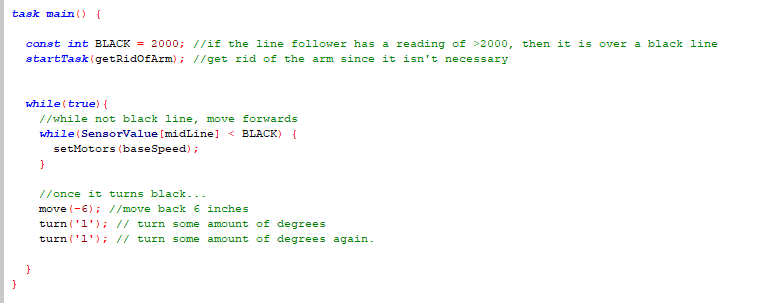 task main() {
const int BLACK = 2000; //if the line follower has a reading of >2000, then it is over a black line
startTask(getRidOfArm); //get rid of the arm since it isn't necessary
while(true){
//while not black line, move forwards
while(SensorValue[midLine] < BLACK) {
setMotors(baseSpeed);
}
//once it turns black...
move(-6); //move back 6 inches
turn('l'); // turn some amount of degrees
turn('l'); // turn some amount of degrees again.
}
}